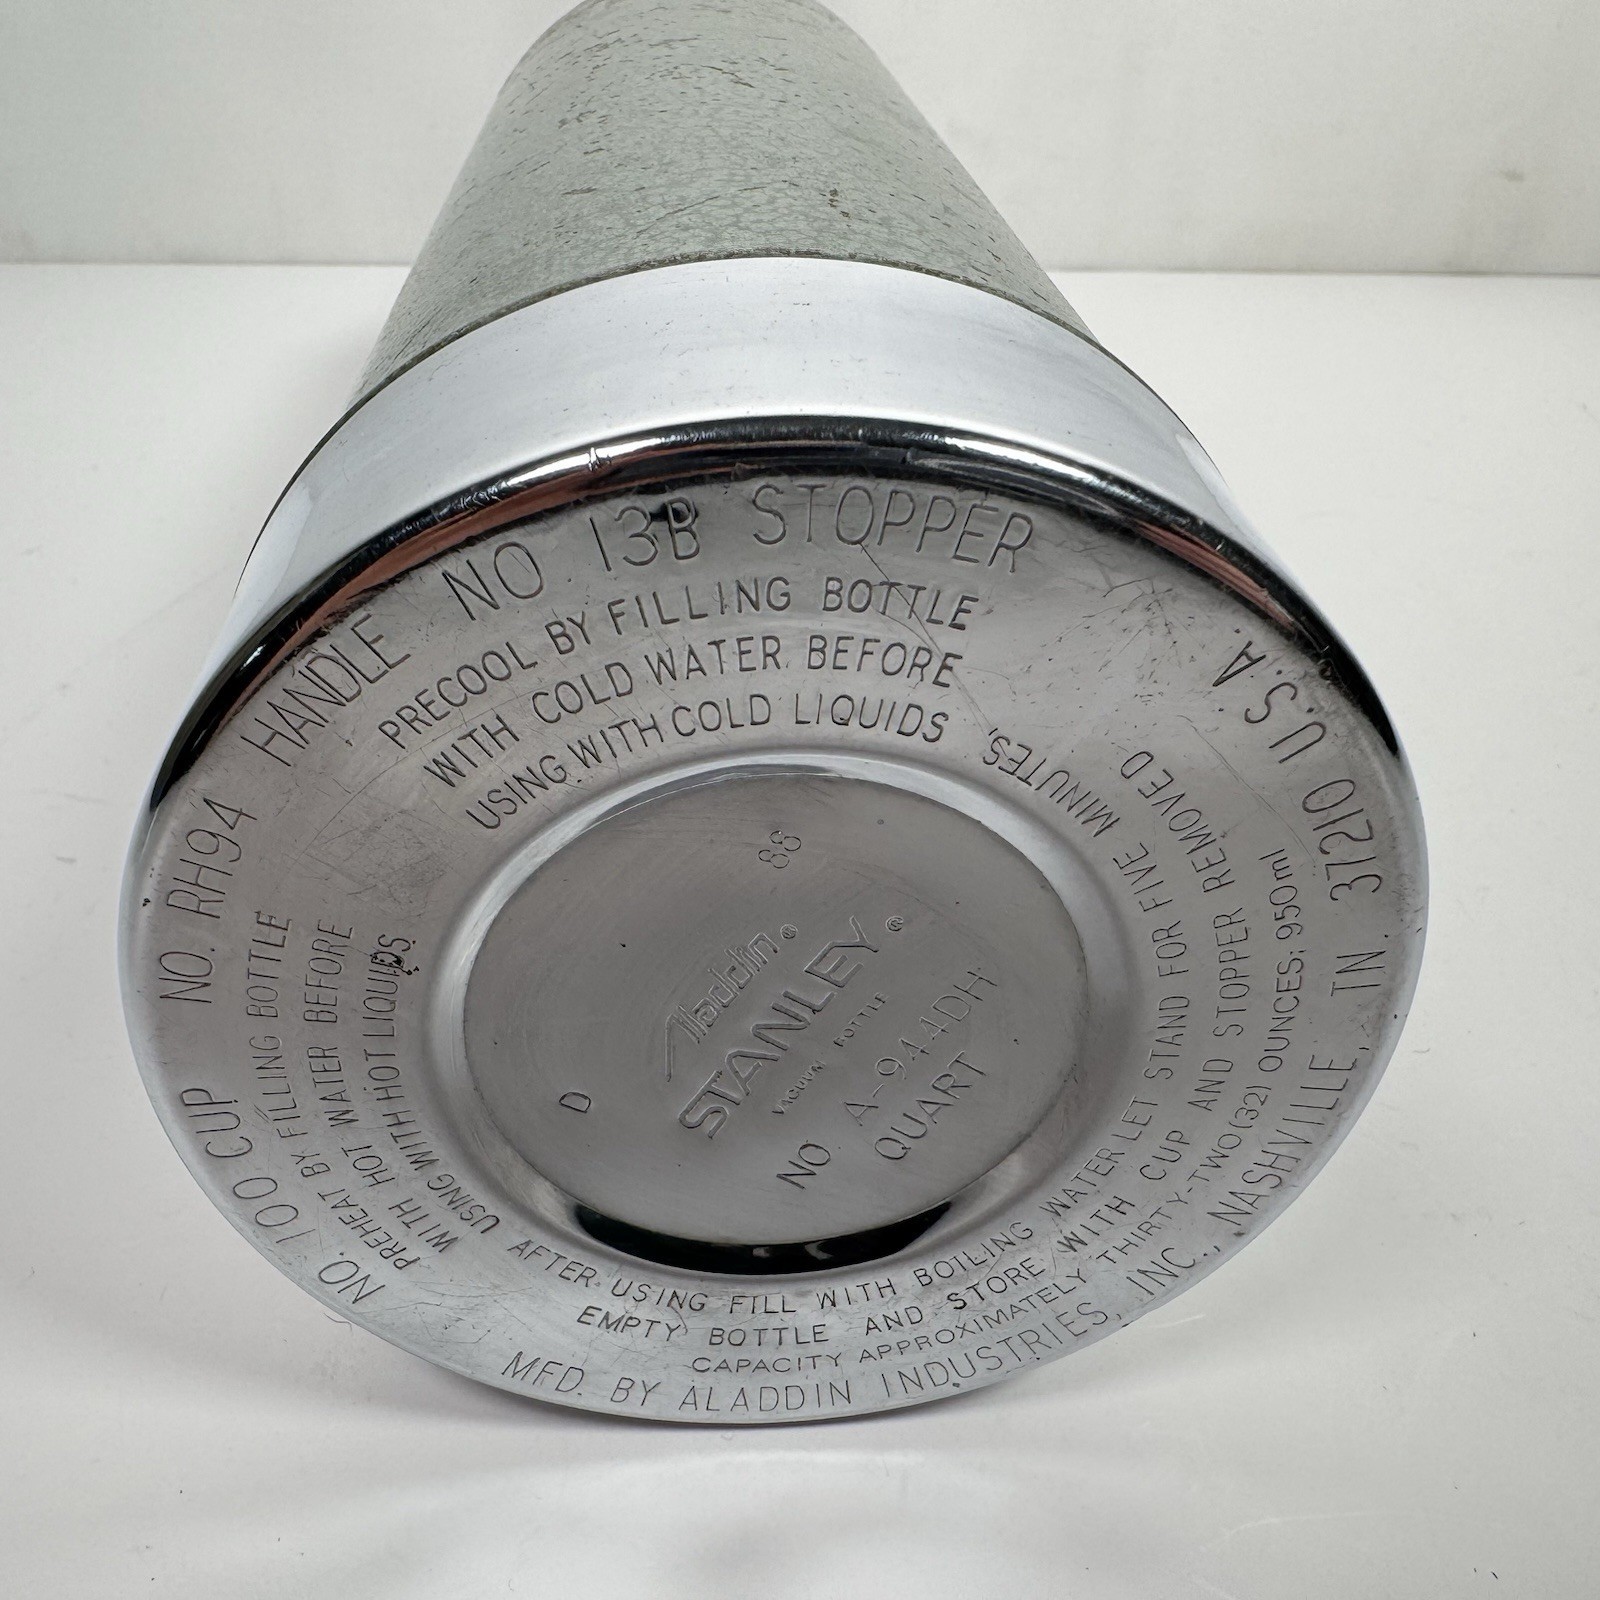 NO. 100 CUP NO. RH94 HANDLE NO 13B STOPPER
MFD. BY ALADDIN INDUSTRIES, INC., NASHVILLE, TN. 37210 U.S.A.
PRECOOL BY FILLING BOTTLE
WITH COLD WATER BEFORE
USING WITH COLD LIQUIDS
PREHEAT BY FILLING BOTTLE
WITH HOT WATER BEFORE
USING WITH HOT LIQUIDS.
AFTER USING FILL WITH BOILING WATER LET STAND FOR FIVE MINUTES,
EMPTY BOTTLE AND STORE WITH CUP AND STOPPER REMOVED
CAPACITY APPROXIMATELY THIRTY-TWO (32) OUNCES; 950ml
88
Aladdin®
STANLEY®
VACUUM BOTTLE
NO A-944DH
QUART
D